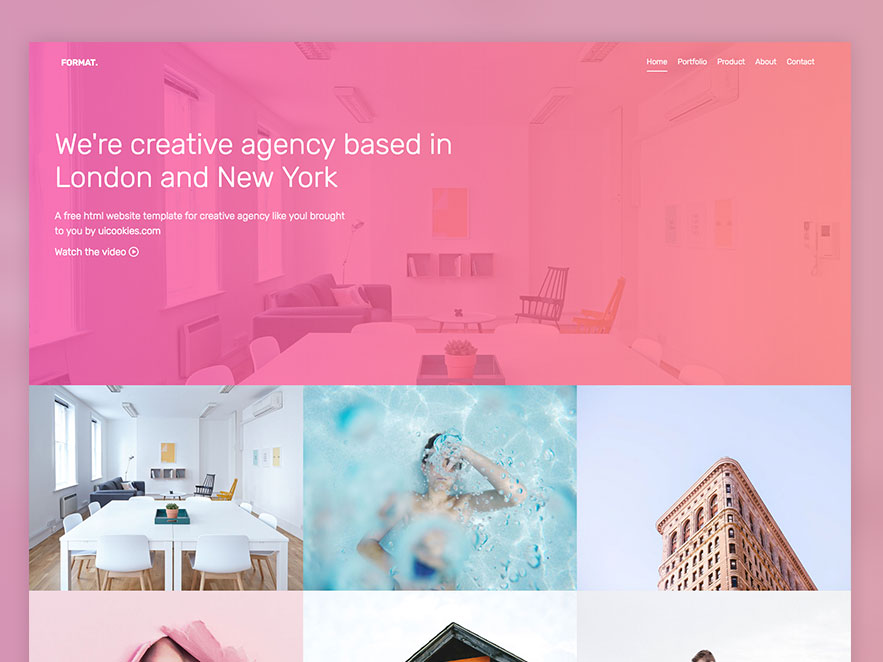 FORMAT.
Home Portfolio Product About Contact
We're creative agency based in
London and New York
A free html website template for creative agency like you! brought
to you by uicookies.com
Watch the video